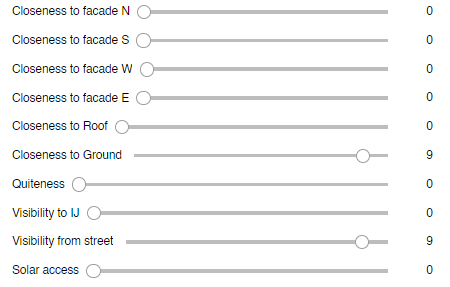 Closeness to facade N 0
Closeness to facade S 0
Closeness to facade W 0
Closeness to facade E 0
Closeness to Roof 0
Closeness to Ground 9
Quiteness 0
Visibility to IJ 0
Visibility from street 9
Solar access 0